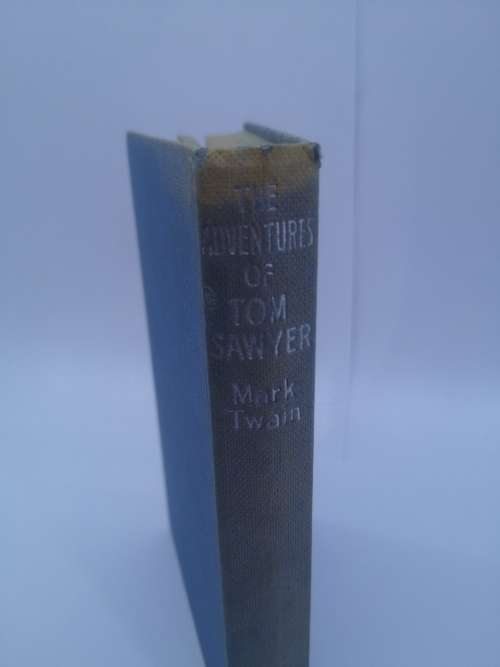 THE
ADVENTURES
OF
TOM
SAWYER
Mark
Twain